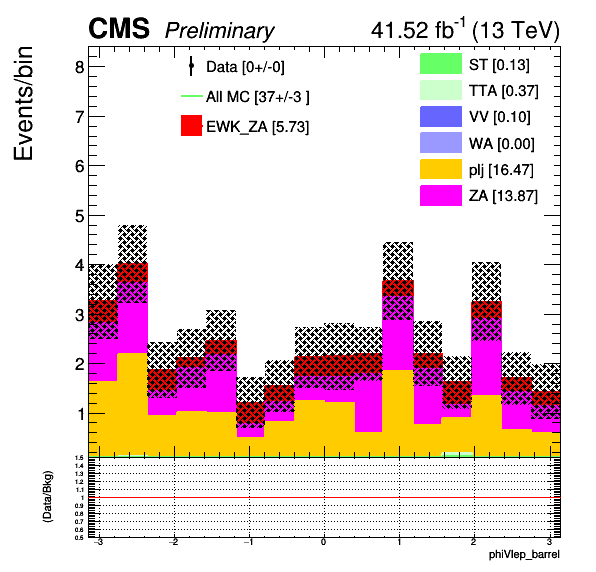 CMS Preliminary 41.52 fb⁻¹ (13 TeV)
Events/bin
8
7
6
5
4
3
2
1
Data [0+/-0]
All MC [37+/-3 ]
EWK_ZA [5.73]
ST [0.13]
TTA [0.37]
VV [0.10]
WA [0.00]
plj [16.47]
ZA [13.87]
(Data/Bkg)
1.5
1.4
1.3
1.2
1.1
1
0.9
0.8
0.7
0.6
0.5
−3 −2 −1 0 1 2 3
phiVlep_barrel